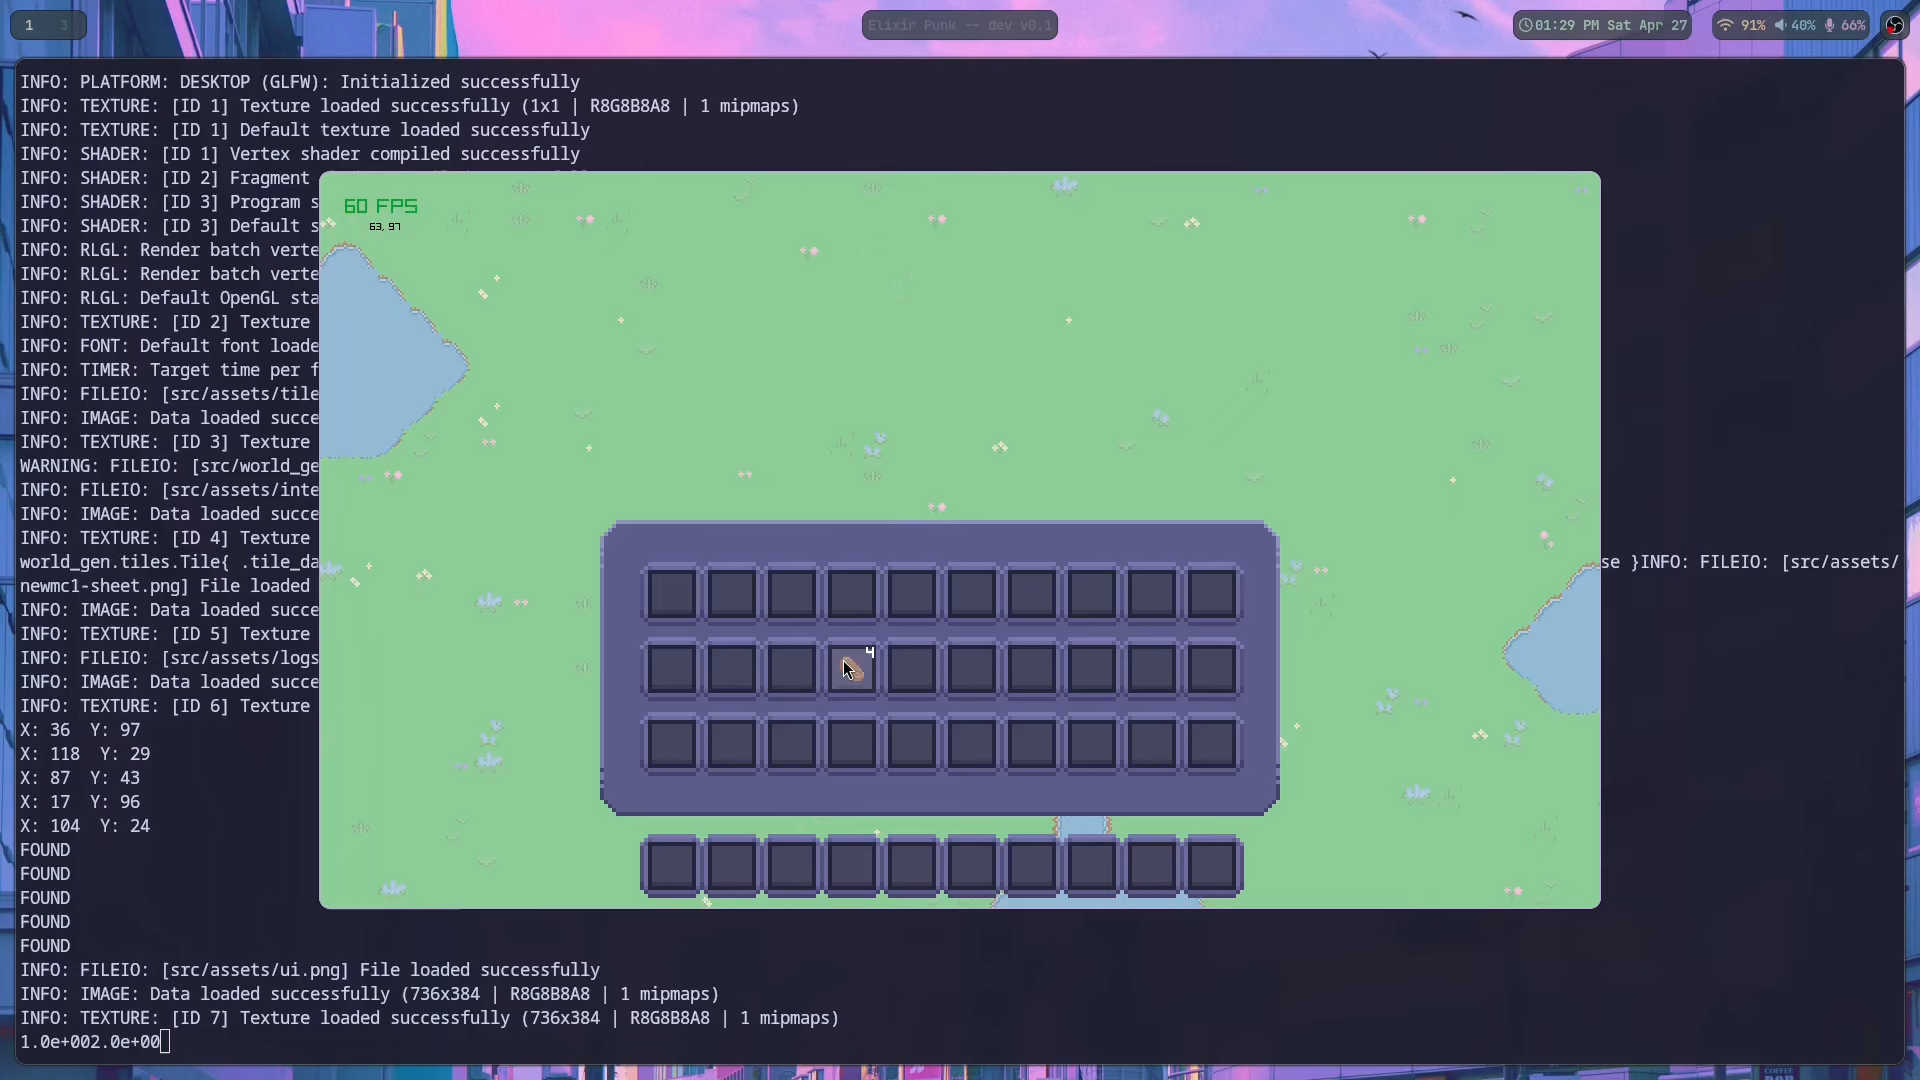 1 3
Elixir Punk -- dev v0.1
01:29 PM Sat Apr 27
91% 40% 66%
INFO: PLATFORM: DESKTOP (GLFW): Initialized successfully
INFO: TEXTURE: [ID 1] Texture loaded successfully (1x1 | R8G8B8A8 | 1 mipmaps)
INFO: TEXTURE: [ID 1] Default texture loaded successfully
INFO: SHADER: [ID 1] Vertex shader compiled successfully
INFO: SHADER: [ID 2] Fragment
INFO: SHADER: [ID 3] Program s
INFO: SHADER: [ID 3] Default s
INFO: RLGL: Render batch verte
INFO: RLGL: Render batch verte
INFO: RLGL: Default OpenGL sta
INFO: TEXTURE: [ID 2] Texture
INFO: FONT: Default font loade
INFO: TIMER: Target time per f
INFO: FILEIO: [src/assets/tile
INFO: IMAGE: Data loaded succe
INFO: TEXTURE: [ID 3] Texture
WARNING: FILEIO: [src/world_ge
INFO: FILEIO: [src/assets/inte
INFO: IMAGE: Data loaded succe
INFO: TEXTURE: [ID 4] Texture
world_gen.tiles.Tile{ .tile_da
se }INFO: FILEIO: [src/assets/
newmc1-sheet.png] File loaded
INFO: IMAGE: Data loaded succe
INFO: TEXTURE: [ID 5] Texture
INFO: FILEIO: [src/assets/logs
INFO: IMAGE: Data loaded succe
INFO: TEXTURE: [ID 6] Texture
X: 36  Y: 97
X: 118  Y: 29
X: 87  Y: 43
X: 17  Y: 96
X: 104  Y: 24
FOUND
FOUND
FOUND
FOUND
FOUND
INFO: FILEIO: [src/assets/ui.png] File loaded successfully
INFO: IMAGE: Data loaded successfully (736x384 | R8G8B8A8 | 1 mipmaps)
INFO: TEXTURE: [ID 7] Texture loaded successfully (736x384 | R8G8B8A8 | 1 mipmaps)
1.0e+002.0e+00
60 FPS
63, 97
4